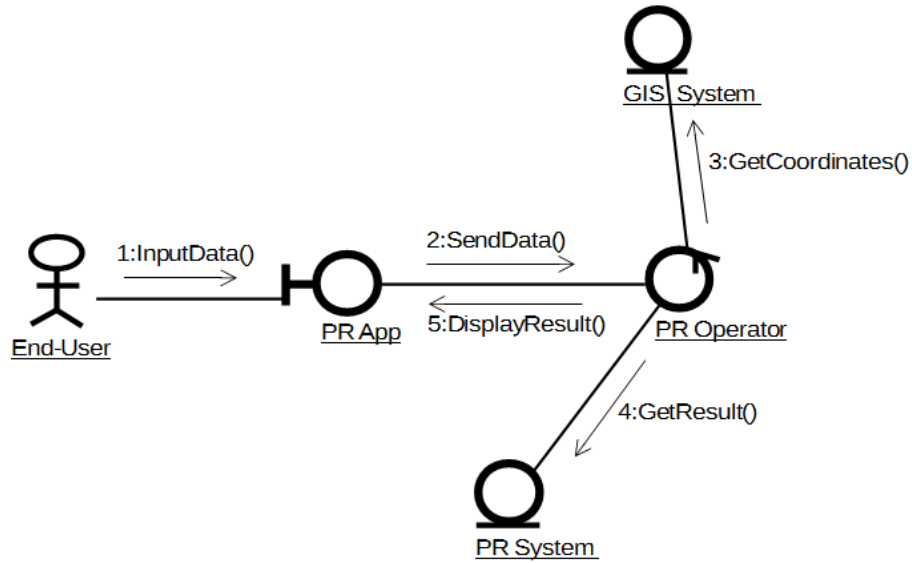 GIS System
3:GetCoordinates()
1:InputData()
2:SendData()
5:DisplayResult()
End-User
PR App
PR Operator
4:GetResult()
PR System